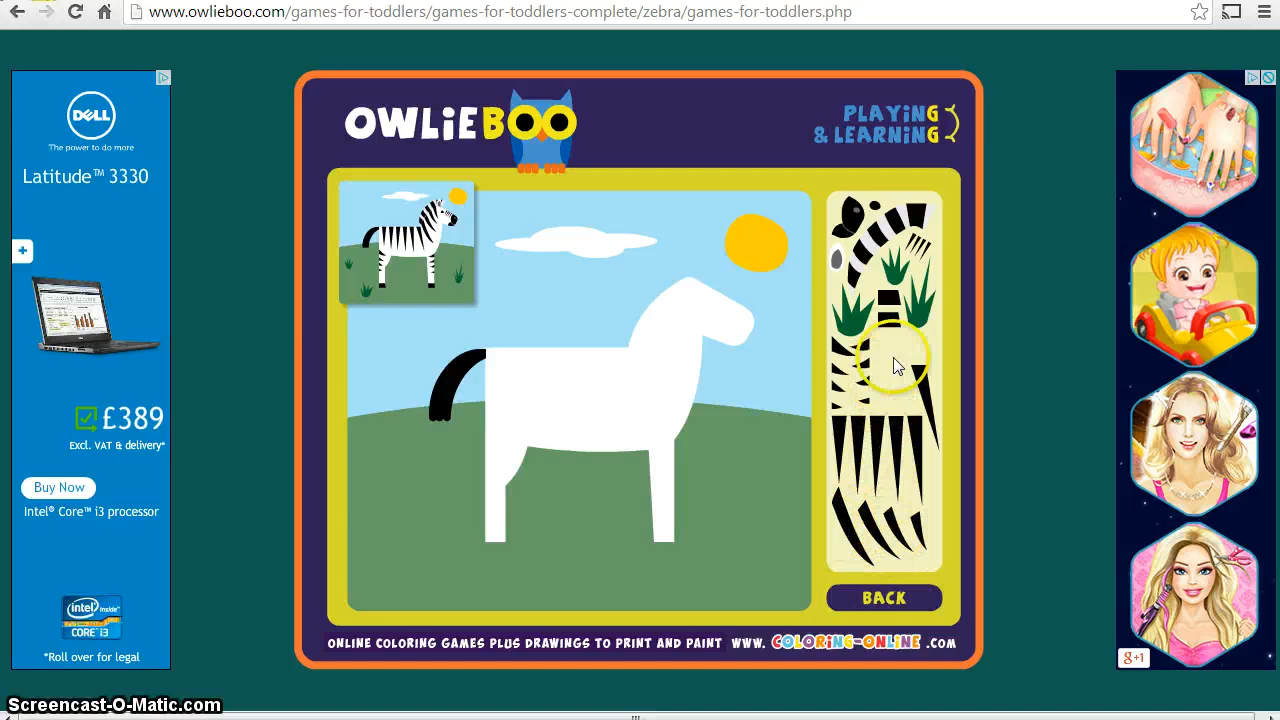 www.owlieboo.com/games-for-toddlers/games-for-toddlers-complete/zebra/games-for-toddlers.php
DELL
The power to do more
Latitude™ 3330
£389
Excl. VAT & delivery*
Buy Now
Intel® Core™ i3 processor
intel inside™
CORE™ i3
*Roll over for legal
OWLiEBOO
PLAYiNG
& LEARNiNG
BACK
ONLINE COLORING GAMES PLUS DRAWINGS TO PRINT AND PAINT WWW. COLORING-ONLINE .COM
g+1
Screencast-O-Matic.com